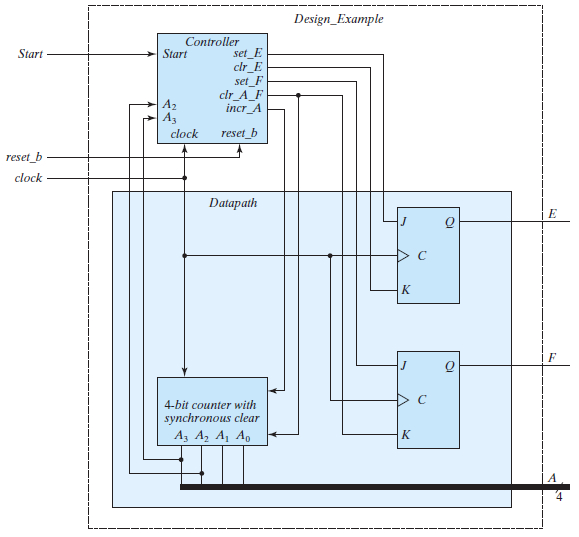 Design_Example
Controller
Start
Start
set_E
clr_E
set_F
clr_A_F
incr_A
A2
A3
clock
reset_b
reset_b
clock
Datapath
J
Q
E
C
K
J
Q
F
C
K
4-bit counter with
synchronous clear
A3 A2 A1 A0
A
4